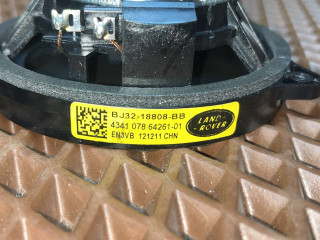 BJ32-18808-BB
4341 078 64261-01
EN3VB 121211 CHN
LAND
ROVER